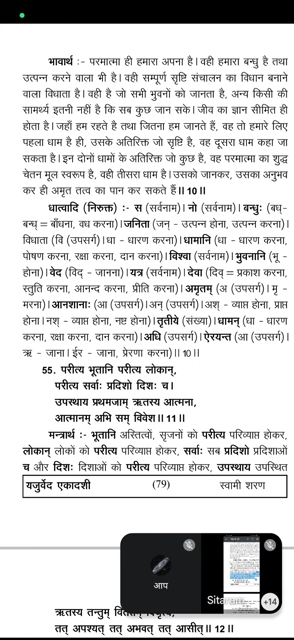 भावार्थ :- परमात्मा ही हमारा अपना है। वही हमारा बन्धु है तथा
उत्पन्न करने वाला भी है। वही सम्पूर्ण सृष्टि संचालन का विधान बनाने
वाला विधाता है। वही है जो सभी भुवनों को जानता है, अन्य किसी की
सामर्थ्य इतनी नहीं है कि सब कुछ जान सके। जीव का ज्ञान सीमित ही
होता है। जहाँ हम रहते है तथा जितना हम जानते हैं, वह तो हमारे लिए
पहला धाम है ही, उसके अतिरिक्त जो सृष्टि है, वह दूसरा धाम कहा जा
सकता है। इन दोनों धामों के अतिरिक्त जो कुछ है, वह परमात्मा का शुद्ध
चेतन मूल स्वरूप है, वही तीसरा धाम है। उसको जानकर, उसका अनुभव
कर ही अमृत तत्व का पान कर सकते हैं ॥ 10 ॥
धात्वादि (निरुक्त) :- स (सर्वनाम)। नो (सर्वनाम)। बन्धुः (बध्-
बन्ध् = बाँधना, वध करना)। जनिता (जन् - उत्पन्न होना, उत्पन्न करना)।
विधाता (वि (उपसर्ग)। धा - धारण करना)। धामानि (धा - धारण करना,
पोषण करना, रक्षा करना, दान करना)। विश्वा (सर्वनाम)। भुवनानि (भू -
होना)। वेद (विद् - जानना)। यत्र (सर्वनाम)। देवा (दिव् = प्रकाश करना,
स्तुति करना, आनन्द करना, प्रीति करना)। अमृतम् (अ (उपसर्ग)। मृ -
मरना)। आनशानाः (आ (उपसर्ग)। अन् (उपसर्ग)। अश् - व्याप्त होना, प्राप्त
होना। नश् - व्याप्त होना, नष्ट होना)। तृतीये (संख्या)। धामन् (धा - धारण
करना, रक्षा करना, दान करना)। अधि (उपसर्ग)। ऐरयन्त (आ (उपसर्ग)।
ऋ - जाना। ईर - जाना, प्रेरणा करना)॥ 10 ॥
55. परीत्य भूतानि परीत्य लोकान्,
परीत्य सर्वाः प्रदिशो दिशः च।
उपस्थाय प्रथमजाम् ऋतस्य आत्मना,
आत्मानम् अभि सम् विवेश ॥ 11 ॥
मन्त्रार्थ :- भूतानि अस्तित्वों, सृजनों को परीत्य परिव्याप्त होकर,
लोकान् लोकों को परीत्य परिव्याप्त होकर, सर्वाः सब प्रदिशो प्रदिशाओं
च और दिशः दिशाओं को परीत्य परिव्याप्त होकर, उपस्थाय उपस्थित
यजुर्वेद एकादशी (79) स्वामी शरण
आप
Sitaram
+14
ऋतस्य तन्तुम्
तत् अपश्यत् तत् अभवत् तत् आसीत् ॥ 12 ॥